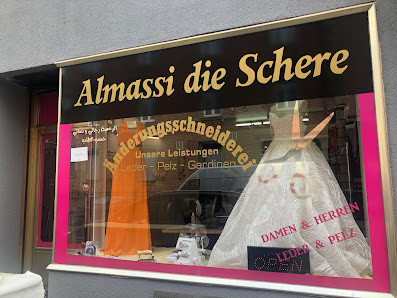 Almassi die Schere
Änderungsschneiderei
Unsere Leistungen
Leder - Pelz - Gardinen
DAMEN & HERREN
LEDER & PELZ
OPEN